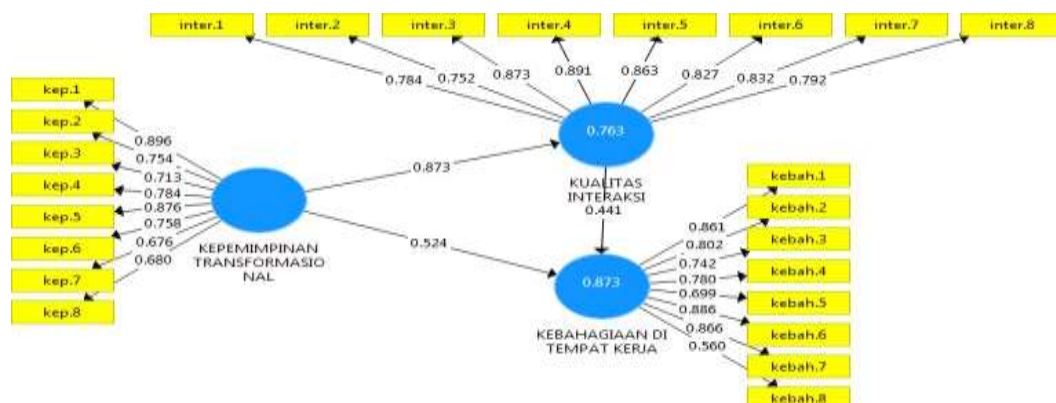 inter.1
inter.2
inter.3
inter.4
inter.5
inter.6
inter.7
inter.8
0.784
0.752
0.873
0.891
0.863
0.827
0.832
0.792
kep.1
kep.2
kep.3
kep.4
kep.5
kep.6
kep.7
kep.8
0.896
0.754
0.713
0.784
0.876
0.758
0.676
0.680
KEPEMIMPINAN
TRANSFORMASIO
NAL
0.873
0.524
0.763
KUALITAS
INTERAKSI
0.441
0.873
KEBAHAGIAAN DI
TEMPAT KERJA
0.861
0.802
0.742
0.780
0.699
0.886
0.866
0.560
kebah.1
kebah.2
kebah.3
kebah.4
kebah.5
kebah.6
kebah.7
kebah.8